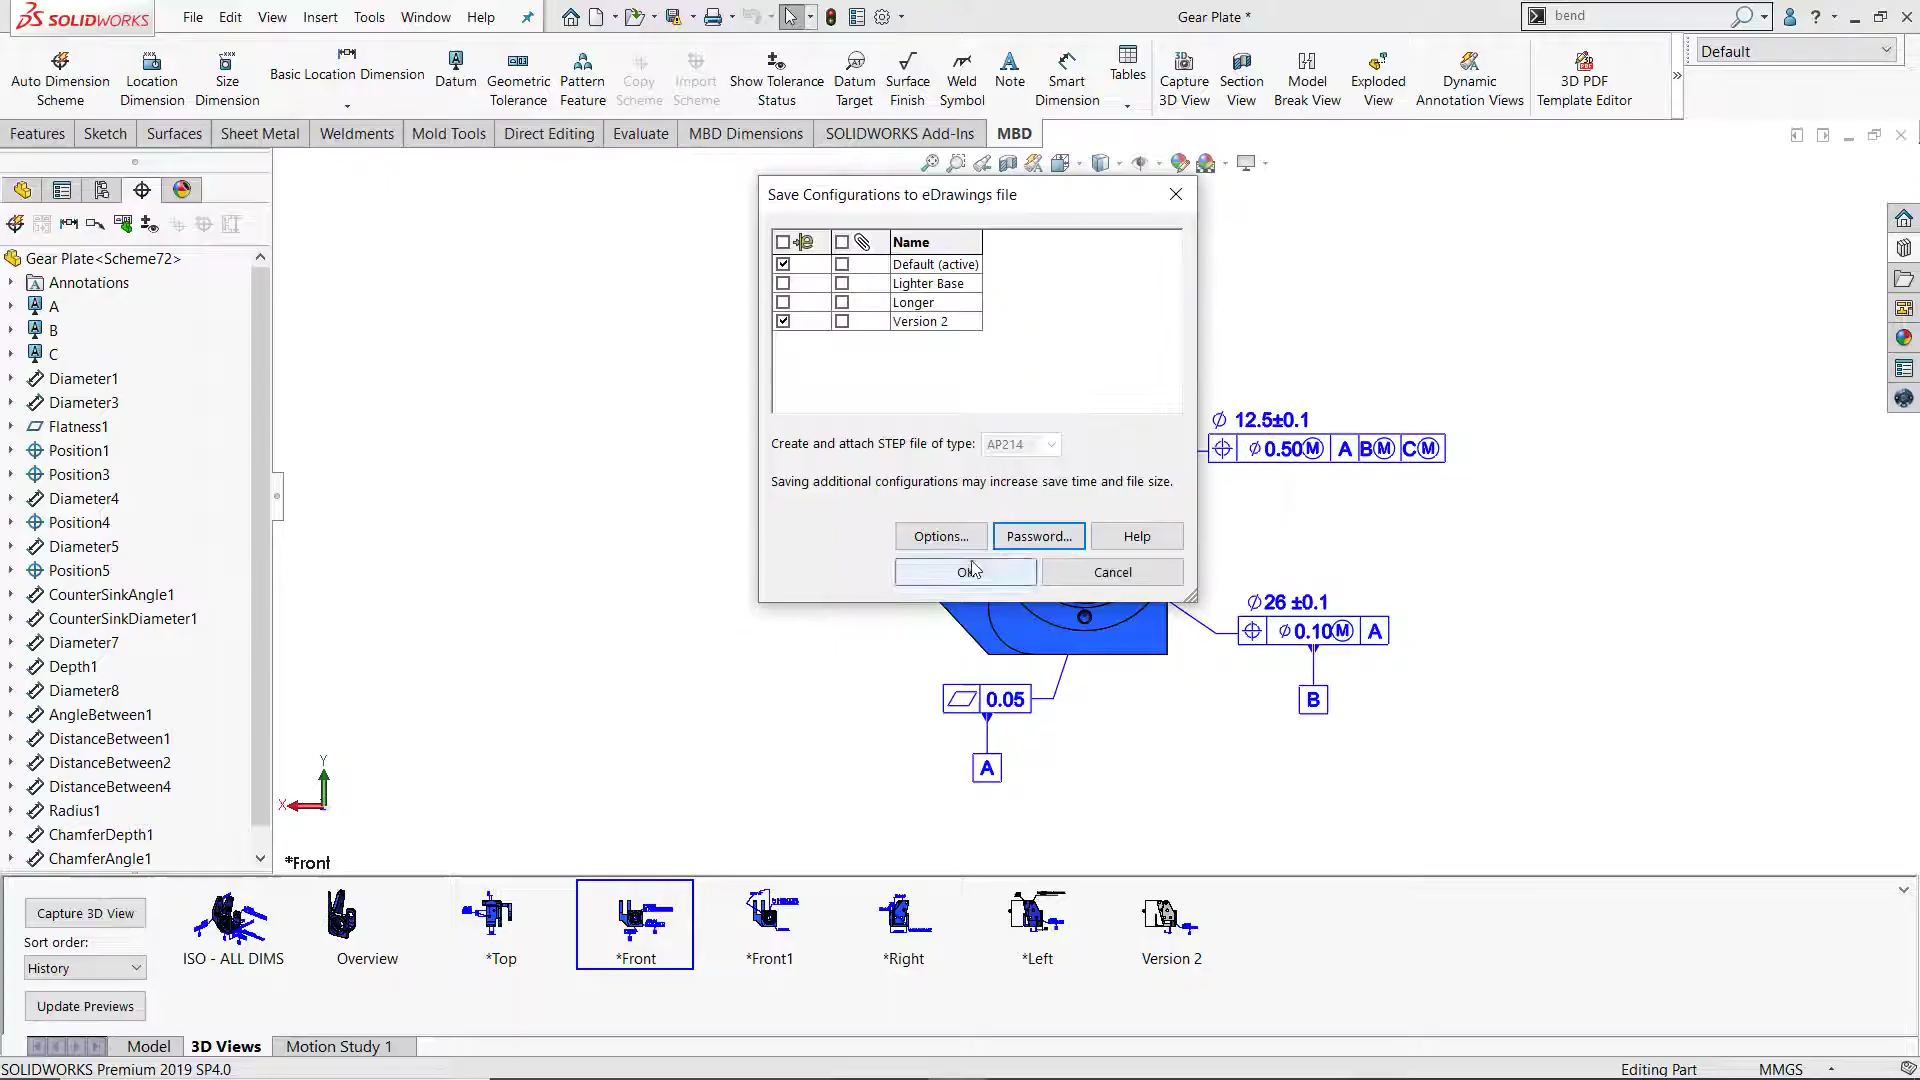 SOLIDWORKS File Edit View Insert Tools Window Help Gear Plate * bend
Auto Dimension Scheme Location Dimension Size Dimension Basic Location Dimension Datum Geometric Tolerance Pattern Feature Copy Scheme Import Scheme Show Tolerance Status Datum Target Surface Finish Weld Symbol Note Smart Dimension Tables Capture 3D View Section View Model Break View Exploded View Dynamic Annotation Views 3D PDF Template Editor Default
Features Sketch Surfaces Sheet Metal Weldments Mold Tools Direct Editing Evaluate MBD Dimensions SOLIDWORKS Add-Ins MBD
Gear Plate<Scheme72>
Annotations
A
B
C
Diameter1
Diameter3
Flatness1
Position1
Position3
Diameter4
Position4
Diameter5
Position5
CounterSinkAngle1
CounterSinkDiameter1
Diameter7
Depth1
Diameter8
AngleBetween1
DistanceBetween1
DistanceBetween2
DistanceBetween4
Radius1
ChamferDepth1
ChamferAngle1
Save Configurations to eDrawings file
Name
Default (active)
Lighter Base
Longer
Version 2
Create and attach STEP file of type: AP214
Saving additional configurations may increase save time and file size.
Options... Password... Help
OK Cancel
∅ 12.5±0.1
⌖ ∅0.50Ⓜ A BⓂ CⓂ
∅26 ±0.1
⌖ ∅0.10Ⓜ A
B
⏥ 0.05
A
Y
X
*Front
Capture 3D View
Sort order:
History
Update Previews
ISO - ALL DIMS Overview *Top *Front *Front1 *Right *Left Version 2
Model 3D Views Motion Study 1
SOLIDWORKS Premium 2019 SP4.0 Editing Part MMGS